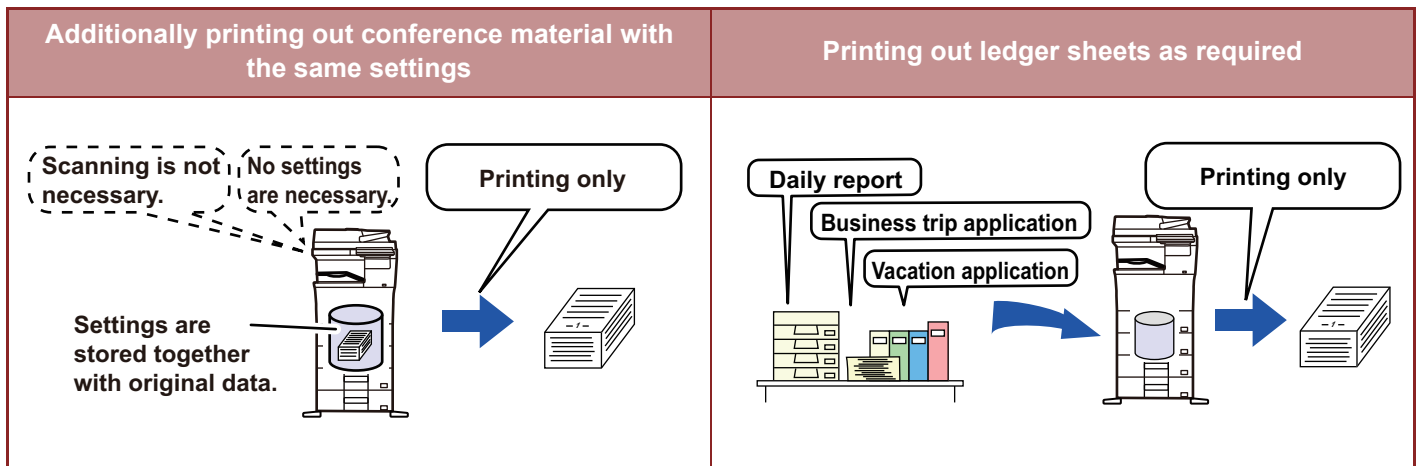 Additionally printing out conference material with
the same settings
Printing out ledger sheets as required
Scanning is not
necessary.
No settings
are necessary.
Printing only
Settings are
stored together
with original data.
-1-
Daily report
Business trip application
Vacation application
Printing only
-1-